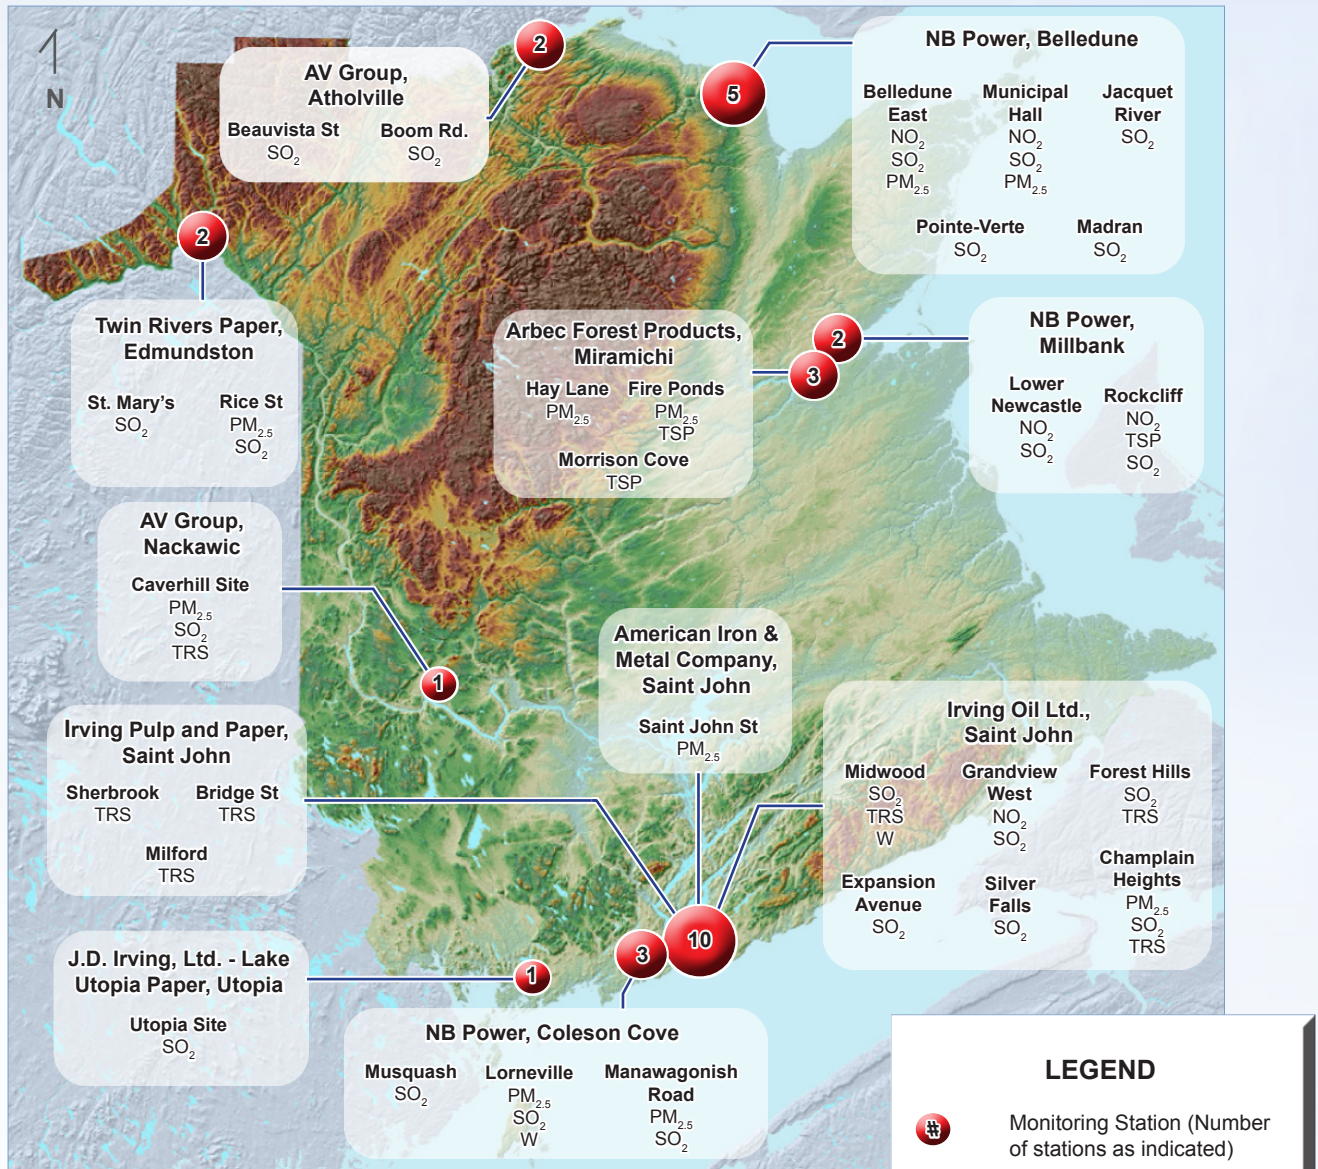 N
AV Group,
Atholville
Beauvista St
SO2
Boom Rd.
SO2
2
5
NB Power, Belledune
Belledune
East
NO2
SO2
PM2.5
Municipal
Hall
NO2
SO2
PM2.5
Jacquet
River
SO2
Pointe-Verte
SO2
Madran
SO2
2
Twin Rivers Paper,
Edmundston
St. Mary's
SO2
Rice St
PM2.5
SO2
Arbec Forest Products,
Miramichi
Hay Lane
PM2.5
Fire Ponds
PM2.5
TSP
Morrison Cove
TSP
2
3
NB Power,
Millbank
Lower
Newcastle
NO2
SO2
Rockcliff
NO2
TSP
SO2
AV Group,
Nackawic
Caverhill Site
PM2.5
SO2
TRS
1
American Iron &
Metal Company,
Saint John
Saint John St
PM2.5
Irving Pulp and Paper,
Saint John
Sherbrook
TRS
Bridge St
TRS
Milford
TRS
Irving Oil Ltd.,
Saint John
Midwood
SO2
TRS
W
Grandview
West
NO2
SO2
Forest Hills
SO2
TRS
Expansion
Avenue
SO2
Silver
Falls
SO2
Champlain
Heights
PM2.5
SO2
TRS
10
3
1
J.D. Irving, Ltd. - Lake
Utopia Paper, Utopia
Utopia Site
SO2
NB Power, Coleson Cove
Musquash
SO2
Lorneville
PM2.5
SO2
W
Manawagonish
Road
PM2.5
SO2
LEGEND
#
Monitoring Station (Number
of stations as indicated)